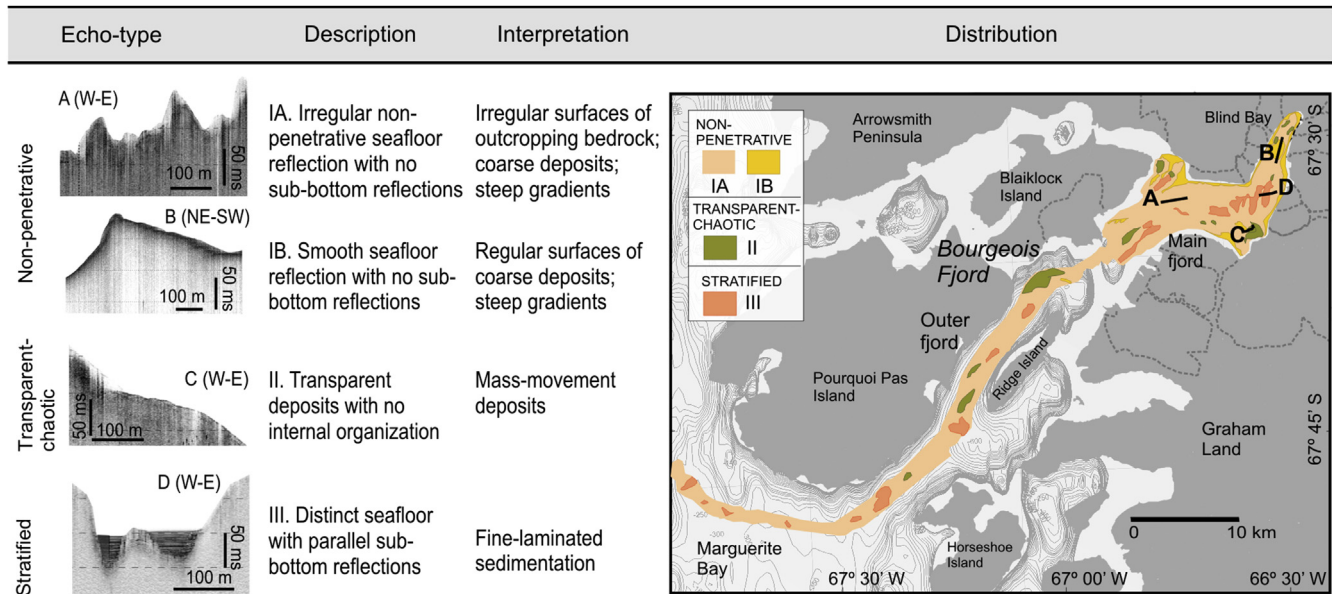 Echo-type Description Interpretation Distribution
Non-penetrative
A (W-E)
100 m
50 ms
IA. Irregular non-
penetrative seafloor
reflection with no
sub-bottom reflections
Irregular surfaces of
outcropping bedrock;
coarse deposits;
steep gradients
B (NE-SW)
100 m
50 ms
IB. Smooth seafloor
reflection with no sub-
bottom reflections
Regular surfaces of
coarse deposits;
steep gradients
Transparent-
chaotic
C (W-E)
50 ms
100 m
II. Transparent
deposits with no
internal organization
Mass-movement
deposits
Stratified
D (W-E)
50 ms
100 m
III. Distinct seafloor
with parallel sub-
bottom reflections
Fine-laminated
sedimentation
NON-
PENETRATIVE
IA IB
TRANSPARENT-
CHAOTIC
II
STRATIFIED
III
Arrowsmith
Peninsula
Blind Bay
67º 30' S
B
Blaiklock
Island
A
D
C
Bourgeois
Fjord
Main
fjord
Outer
fjord
Ridge Island
Pourquoi Pas
Island
Graham
Land
67º 45' S
0 10 km
Marguerite
Bay
Horseshoe
Island
67º 30' W 67º 00' W 66º 30' W